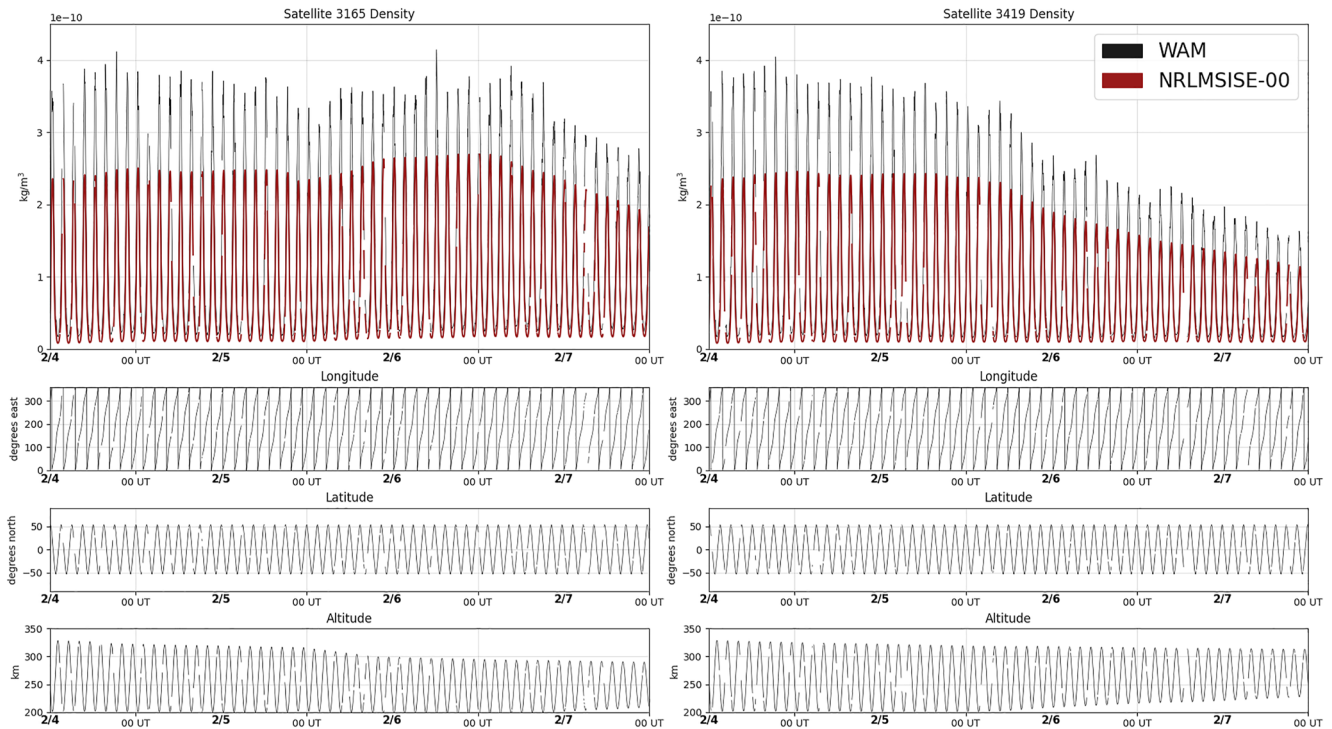 Satellite 3165 Density
1e−10
kg/m³
4
3
2
1
0
2/4 00 UT 2/5 00 UT 2/6 00 UT 2/7 00 UT
Satellite 3419 Density
1e−10
WAM
NRLMSISE-00
kg/m³
4
3
2
1
0
2/4 00 UT 2/5 00 UT 2/6 00 UT 2/7 00 UT
Longitude
degrees east
300
200
100
0
2/4 00 UT 2/5 00 UT 2/6 00 UT 2/7 00 UT
Longitude
degrees east
300
200
100
0
2/4 00 UT 2/5 00 UT 2/6 00 UT 2/7 00 UT
Latitude
degrees north
50
0
−50
2/4 00 UT 2/5 00 UT 2/6 00 UT 2/7 00 UT
Latitude
degrees north
50
0
−50
2/4 00 UT 2/5 00 UT 2/6 00 UT 2/7 00 UT
Altitude
km
350
300
250
200
2/4 00 UT 2/5 00 UT 2/6 00 UT 2/7 00 UT
Altitude
km
350
300
250
200
2/4 00 UT 2/5 00 UT 2/6 00 UT 2/7 00 UT